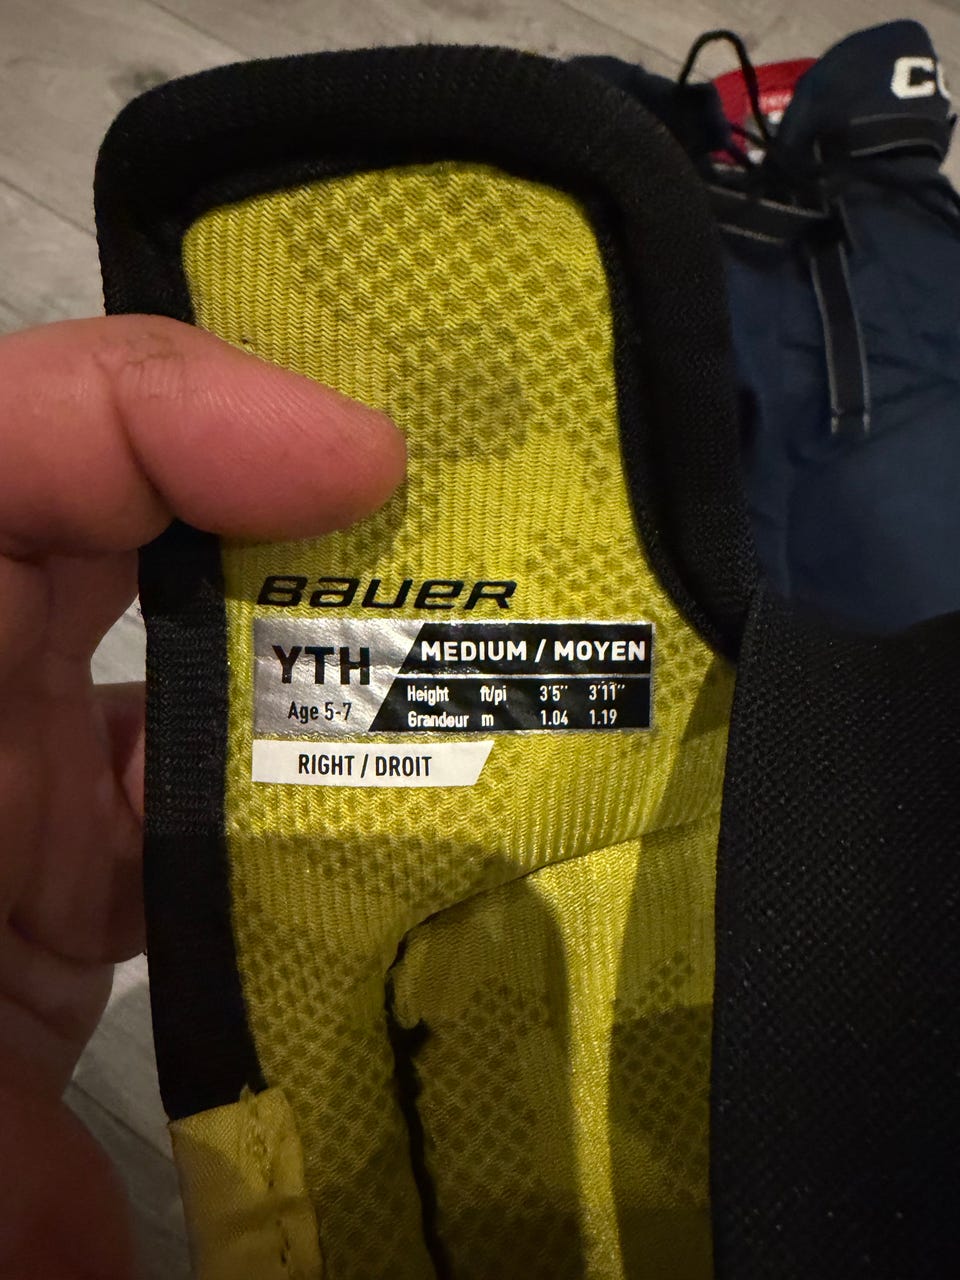 BAUER
YTH
Age 5-7
MEDIUM / MOYEN
Height ft/pi 3'5'' 3'11''
Grandeur m 1.04 1.19
RIGHT / DROIT